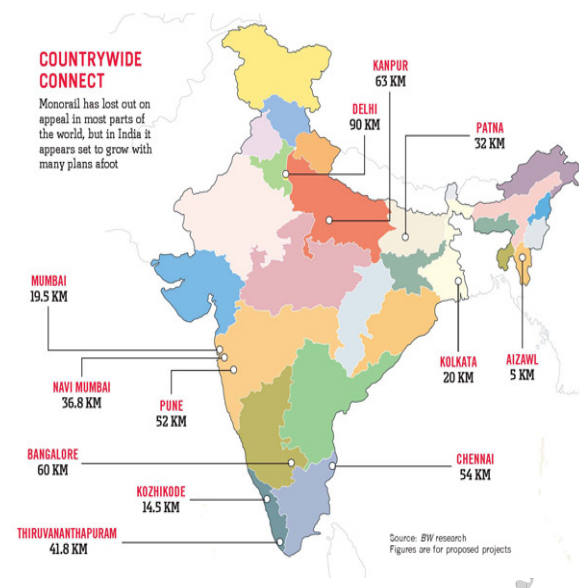 COUNTRYWIDE
CONNECT
Monorail has lost out on
appeal in most parts of
the world, but in India it
appears set to grow with
many plans afoot
KANPUR
63 KM
DELHI
90 KM
PATNA
32 KM
MUMBAI
19.5 KM
NAVI MUMBAI
36.8 KM
PUNE
52 KM
KOLKATA
20 KM
AIZAWL
5 KM
BANGALORE
60 KM
CHENNAI
54 KM
KOZHIKODE
14.5 KM
THIRUVANANTHAPURAM
41.8 KM
Source: BW research
Figures are for proposed projects